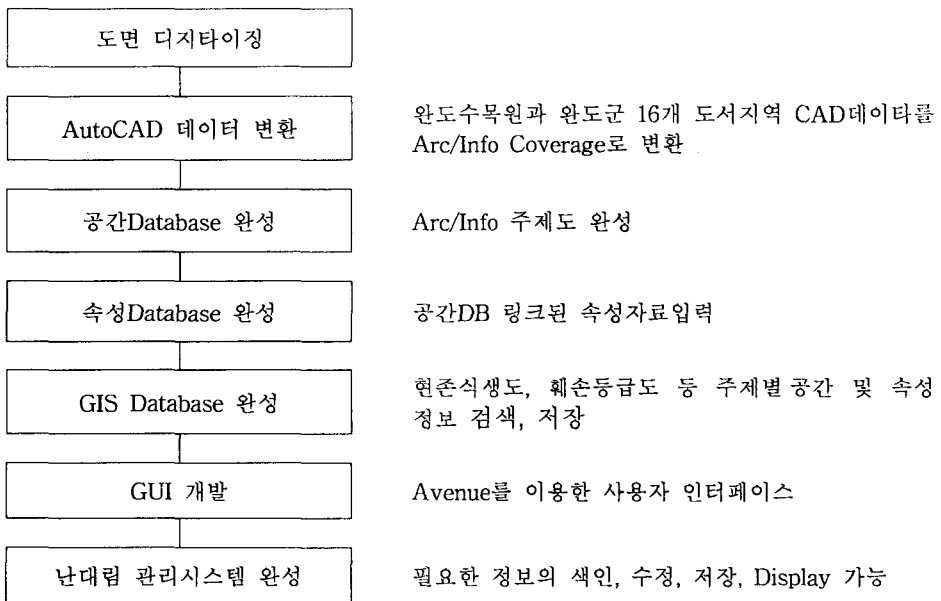 도면 디지타이징
AutoCAD 데이터 변환
완도수목원과 완도군 16개 도서지역 CAD데이타를
Arc/Info Coverage로 변환
공간Database 완성
Arc/Info 주제도 완성
속성Database 완성
공간DB 링크된 속성자료입력
GIS Database 완성
현존식생도, 훼손등급도 등 주제별 공간 및 속성
정보 검색, 저장
GUI 개발
Avenue를 이용한 사용자 인터페이스
난대림 관리시스템 완성
필요한 정보의 색인, 수정, 저장, Display 가능